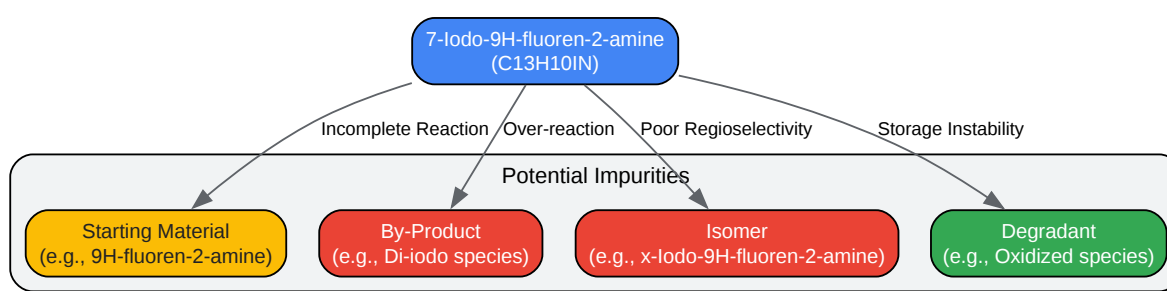 7-Iodo-9H-fluoren-2-amine
(C13H10IN)
Incomplete Reaction
Over-reaction
Poor Regioselectivity
Storage Instability
Potential Impurities
Starting Material
(e.g., 9H-fluoren-2-amine)
By-Product
(e.g., Di-iodo species)
Isomer
(e.g., x-Iodo-9H-fluoren-2-amine)
Degradant
(e.g., Oxidized species)